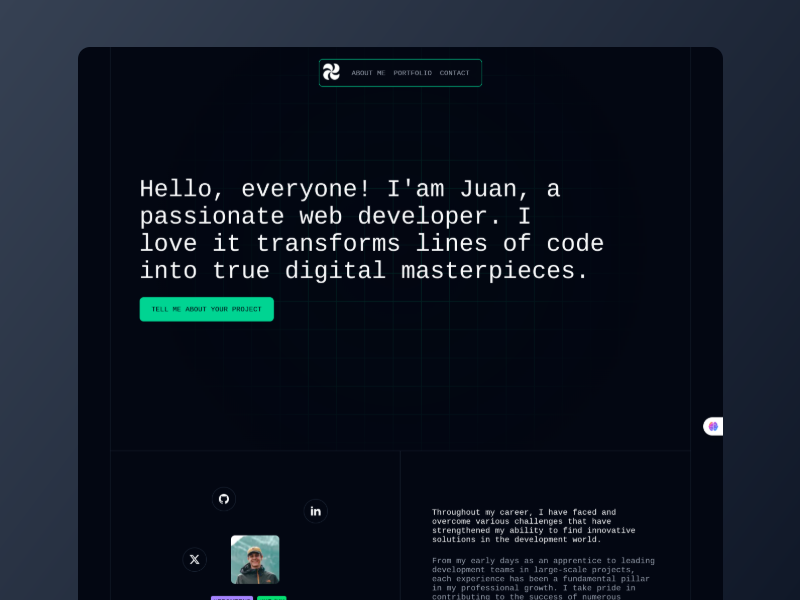 ABOUT ME PORTFOLIO CONTACT
Hello, everyone! I'am Juan, a
passionate web developer. I
love it transforms lines of code
into true digital masterpieces.
TELL ME ABOUT YOUR PROJECT
Throughout my career, I have faced and
overcome various challenges that have
strengthened my ability to find innovative
solutions in the development world.
From my early days as an apprentice to leading
development teams in large-scale projects,
each experience has been a fundamental pillar
in my professional growth. I take pride in
contributing to the success of numerous